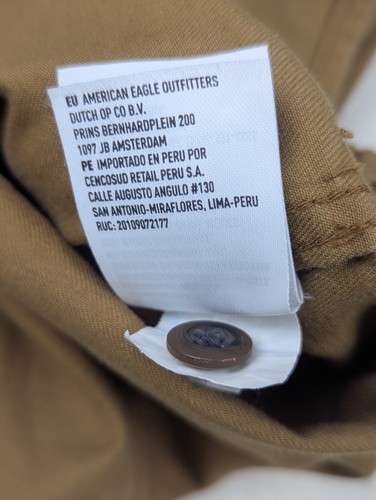 EU AMERICAN EAGLE OUTFITTERS
DUTCH OP CO B.V.
PRINS BERNHARDPLEIN 200
1097 JB AMSTERDAM
PE IMPORTADO EN PERU POR
CENCOSUD RETAIL PERU S.A.
CALLE AUGUSTO ANGULO #130
SAN ANTONIO-MIRAFLORES, LIMA-PERU
RUC: 20109072177